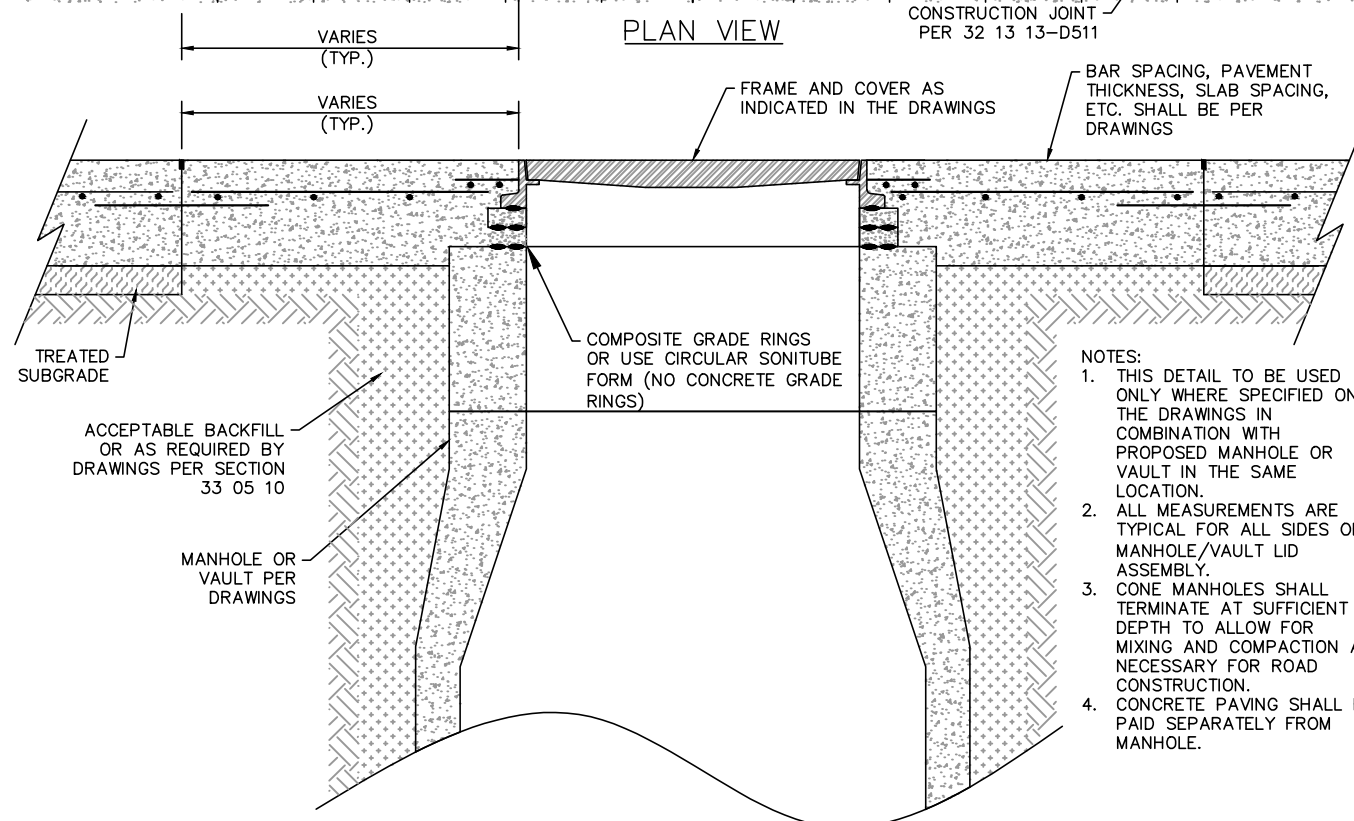 CONSTRUCTION JOINT
PER 32 13 13-D511
PLAN VIEW
VARIES
(TYP.)
VARIES
(TYP.)
FRAME AND COVER AS
INDICATED IN THE DRAWINGS
BAR SPACING, PAVEMENT
THICKNESS, SLAB SPACING,
ETC. SHALL BE PER
DRAWINGS
TREATED
SUBGRADE
COMPOSITE GRADE RINGS
OR USE CIRCULAR SONITUBE
FORM (NO CONCRETE GRADE
RINGS)
ACCEPTABLE BACKFILL
OR AS REQUIRED BY
DRAWINGS PER SECTION
33 05 10
MANHOLE OR
VAULT PER
DRAWINGS
NOTES:
1. THIS DETAIL TO BE USED
ONLY WHERE SPECIFIED ON
THE DRAWINGS IN
COMBINATION WITH
PROPOSED MANHOLE OR
VAULT IN THE SAME
LOCATION.
2. ALL MEASUREMENTS ARE
TYPICAL FOR ALL SIDES OF
MANHOLE/VAULT LID
ASSEMBLY.
3. CONE MANHOLES SHALL
TERMINATE AT SUFFICIENT
DEPTH TO ALLOW FOR
MIXING AND COMPACTION
NECESSARY FOR ROAD
CONSTRUCTION.
4. CONCRETE PAVING SHALL
PAID SEPARATELY FROM
MANHOLE.